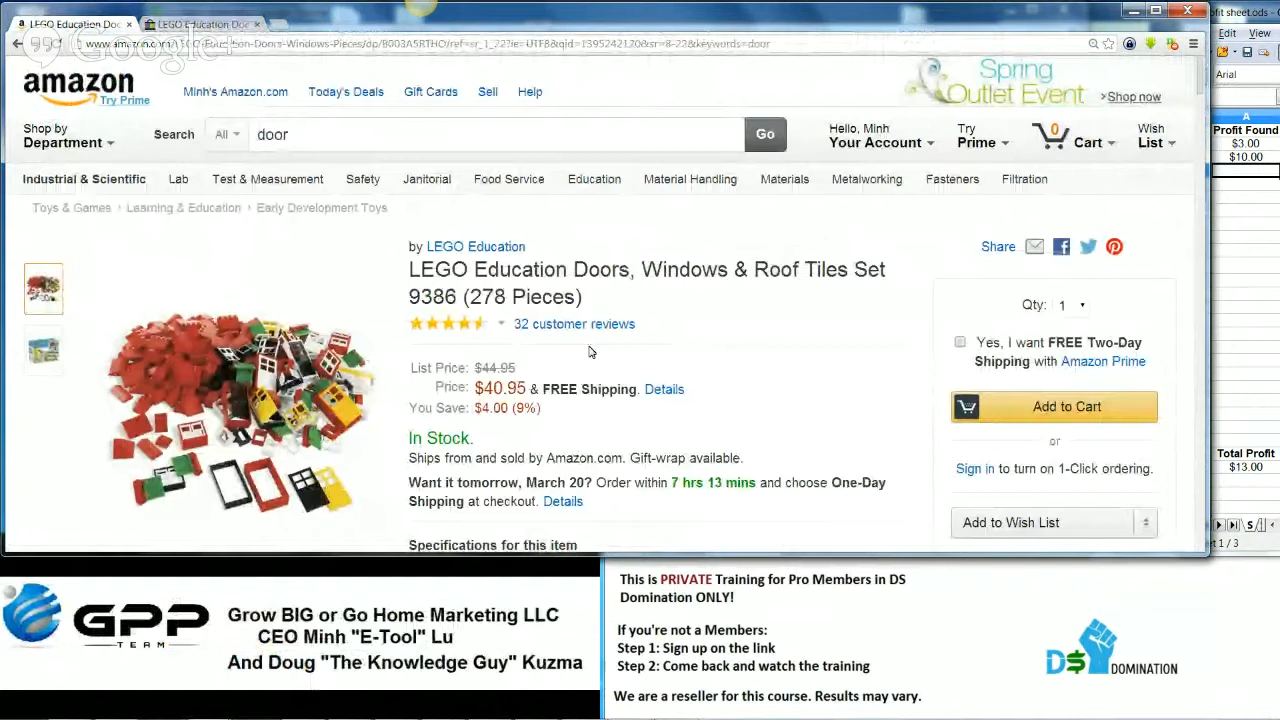 LEGO Education Doo
LEGO Education Doo
Google+
www.amazon.com/LEGO-Education-Doors-Windows-Pieces/dp/B003A5RTHO/ref=sr_1_22?ie=UTF8&qid=1395242120&sr=8-22&keywords=door
ofit sheet.ods - O
Edit View
Arial
A
Profit Found
$3.00
$10.00
Total Profit
$13.00
et 1 / 3
amazon
Try Prime
Minh's Amazon.com Today's Deals Gift Cards Sell Help
Spring
Outlet Event >Shop now
Shop by
Department
Search All door Go
Hello, Minh
Your Account
Try
Prime
0
Cart
Wish
List
Industrial & Scientific Lab Test & Measurement Safety Janitorial Food Service Education Material Handling Materials Metalworking Fasteners Filtration
Toys & Games › Learning & Education › Early Development Toys
by LEGO Education
LEGO Education Doors, Windows & Roof Tiles Set
9386 (278 Pieces)
32 customer reviews
List Price: $44.95
Price: $40.95 & FREE Shipping. Details
You Save: $4.00 (9%)
In Stock.
Ships from and sold by Amazon.com. Gift-wrap available.
Want it tomorrow, March 20? Order within 7 hrs 13 mins and choose One-Day
Shipping at checkout. Details
Specifications for this item
Share
Qty: 1
Yes, I want FREE Two-Day
Shipping with Amazon Prime
Add to Cart
or
Sign in to turn on 1-Click ordering.
Add to Wish List
GPP
TEAM
Grow BIG or Go Home Marketing LLC
CEO Minh "E-Tool" Lu
And Doug "The Knowledge Guy" Kuzma
This is PRIVATE Training for Pro Members in DS
Domination ONLY!
If you're not a Members:
Step 1: Sign up on the link
Step 2: Come back and watch the training
We are a reseller for this course. Results may vary.
D$ DOMINATION